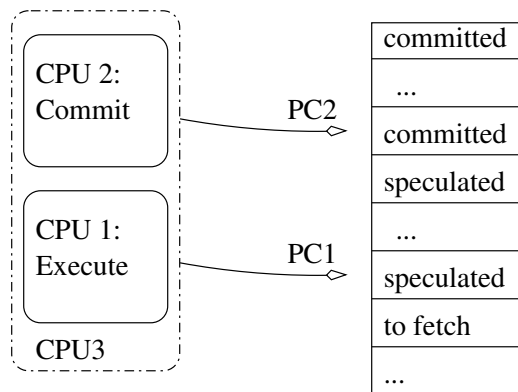 CPU 2:
Commit
CPU 1:
Execute
CPU3
PC2
PC1
committed
...
committed
speculated
...
speculated
to fetch
...